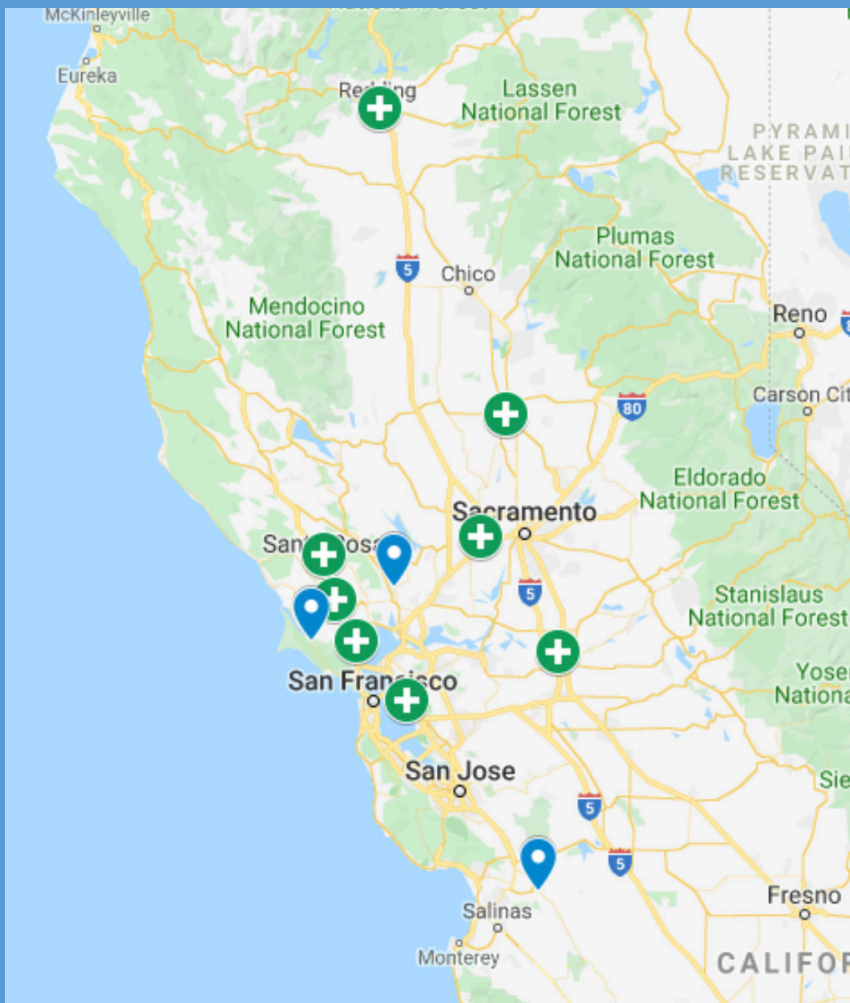 McKinleyville
Eureka
Redding
Lassen
National Forest
PYRAMI
LAKE PAI
RESERVAT
Plumas
National Forest
5
Chico
Mendocino
National Forest
Reno
80
Carson Cit
Eldorado
National Forest
Sacramento
Santa Rosa
5
Stanislaus
National Forest
San Francisco
Yose
Nationa
San Jose
Sie
5
5
Fresno
Salinas
Monterey
CALIFOR